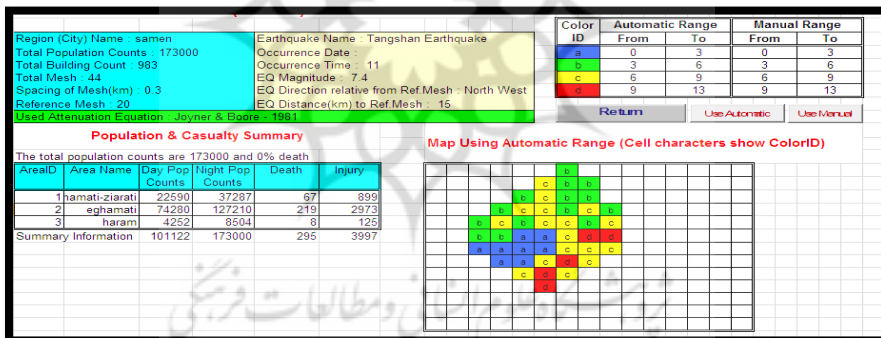 Region (City) Name : samen
Total Population Counts : 173000
Total Building Count : 983
Total Mesh : 44
Spacing of Mesh(km) : 0.3
Reference Mesh : 20
Used Attenuation Equation : Joyner & Boore - 1981
Earthquake Name : Tangshan Earthquake
Occurrence Date :
Occurrence Time : 11
EQ Magnitude : 7.4
EQ Direction relative from Ref.Mesh : North West
EQ Distance(km) to Ref.Mesh : 15
Color ID Automatic Range Manual Range
From To From To
a 0 3 0 3
b 3 6 3 6
c 6 9 6 9
d 9 13 9 13
Return Use Automatic Use Manual
Population & Casualty Summary
The total population counts are 173000 and 0% death
AreaID Area Name Day Pop Counts Night Pop Counts Death Injury
1 hamati-ziarati 22590 37287 67 899
2 eghamati 74280 127210 219 2973
3 haram 4252 8504 8 125
Summary Information 101122 173000 295 3997
Map Using Automatic Range (Cell characters show ColorID)
b
c b b
b c b b
b c c b c b
b c b c c b c
b b a a c d d
a a a a c c c
a a c d c
c d c
d
پژوهشگاه علوم انسانی و مطالعات فرهنگی